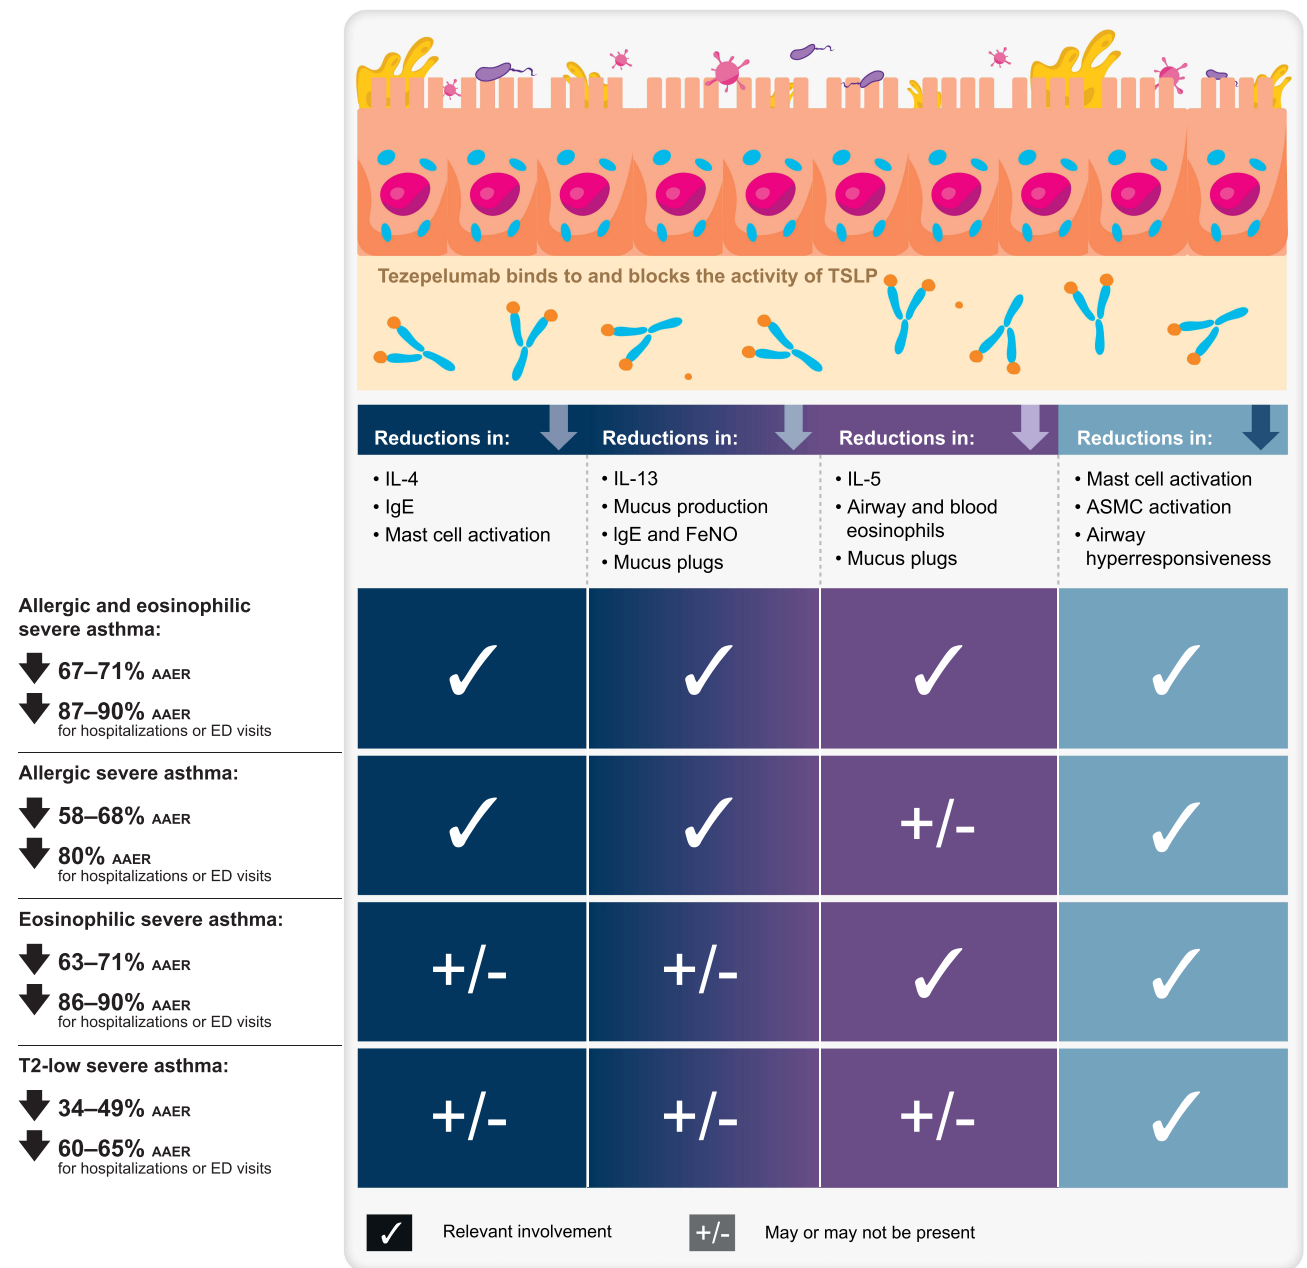 Tezepelumab binds to and blocks the activity of TSLP
Reductions in:
• IL-4
• IgE
• Mast cell activation
Reductions in:
• IL-13
• Mucus production
• IgE and FeNO
• Mucus plugs
Reductions in:
• IL-5
• Airway and blood
eosinophils
• Mucus plugs
Reductions in:
• Mast cell activation
• ASMC activation
• Airway
hyperresponsiveness
Allergic and eosinophilic
severe asthma:
67–71% AAER
87–90% AAER
for hospitalizations or ED visits
✓ ✓ ✓ ✓
Allergic severe asthma:
58–68% AAER
80% AAER
for hospitalizations or ED visits
✓ ✓ +/- ✓
Eosinophilic severe asthma:
63–71% AAER
86–90% AAER
for hospitalizations or ED visits
+/- +/- ✓ ✓
T2-low severe asthma:
34–49% AAER
60–65% AAER
for hospitalizations or ED visits
+/- +/- +/- ✓
✓ Relevant involvement
+/- May or may not be present